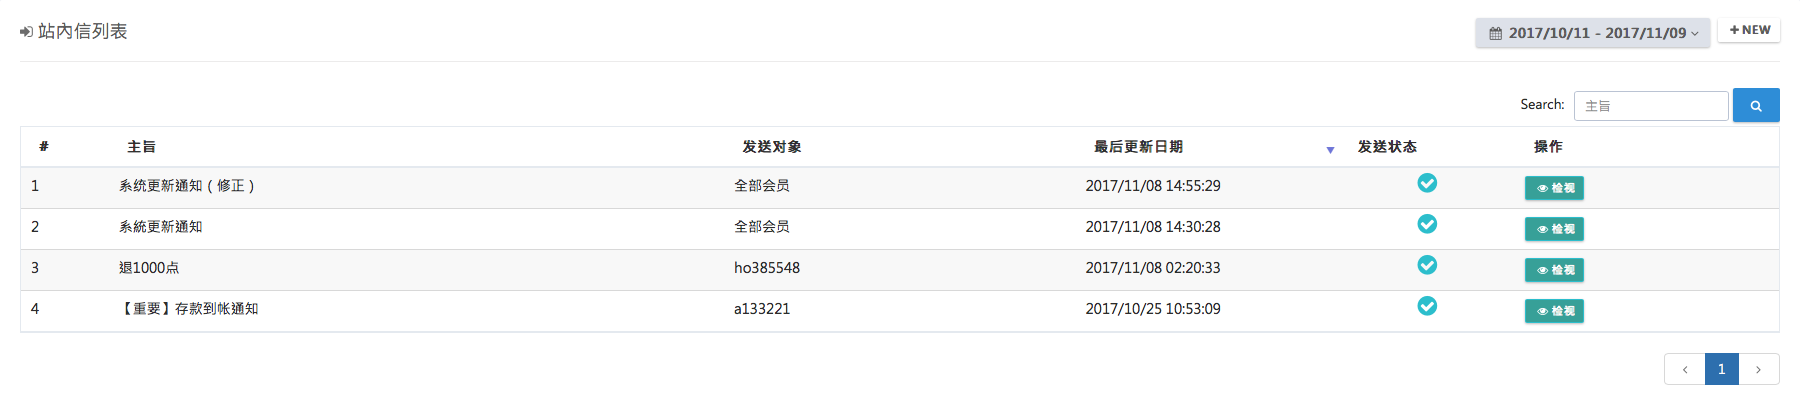 站內信列表
2017/10/11 - 2017/11/09
NEW
Search: 主旨
# 主旨 发送对象 最后更新日期 发送状态 操作
1 系统更新通知 ( 修正 ) 全部会员 2017/11/08 14:55:29 检视
2 系統更新通知 全部会员 2017/11/08 14:30:28 检视
3 退1000点 ho385548 2017/11/08 02:20:33 检视
4 【重要】存款到帐通知 a133221 2017/10/25 10:53:09 检视
‹ 1 ›